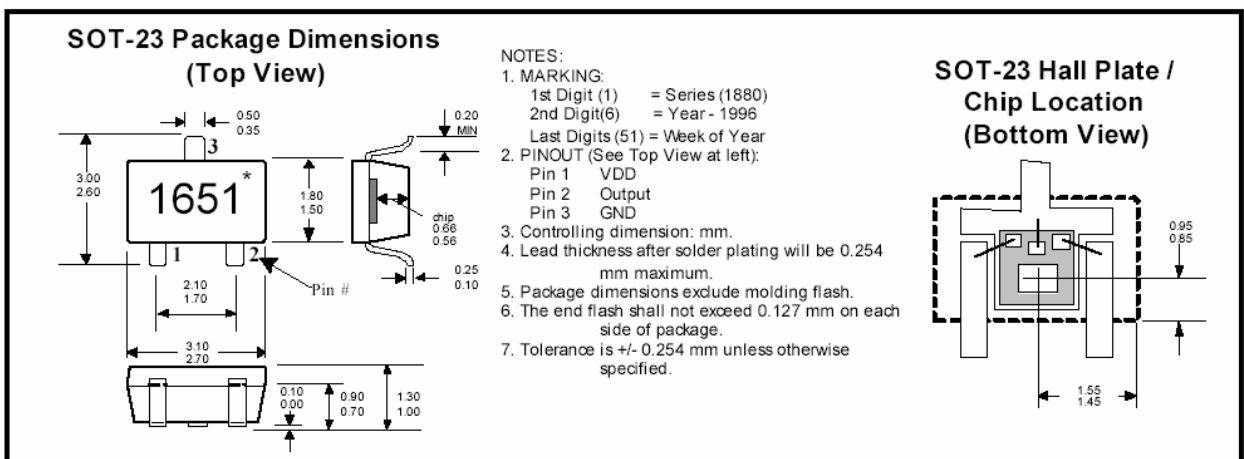 SOT-23 Package Dimensions
(Top View)
0.50
0.35
3
3.00
2.60
1651*
1
2
Pin #
2.10
1.70
3.10
2.70
1.80
1.50
0.20
MIN
chip
0.66
0.56
0.25
0.10
0.10
0.00
0.90
0.70
1.30
1.00
NOTES:
1. MARKING:
1st Digit (1) = Series (1880)
2nd Digit(6) = Year - 1996
Last Digits (51) = Week of Year
2. PINOUT (See Top View at left):
Pin 1 VDD
Pin 2 Output
Pin 3 GND
3. Controlling dimension: mm.
4. Lead thickness after solder plating will be 0.254
mm maximum.
5. Package dimensions exclude molding flash.
6. The end flash shall not exceed 0.127 mm on each
side of package.
7. Tolerance is +/- 0.254 mm unless otherwise
specified.
SOT-23 Hall Plate /
Chip Location
(Bottom View)
0.95
0.85
1.55
1.45